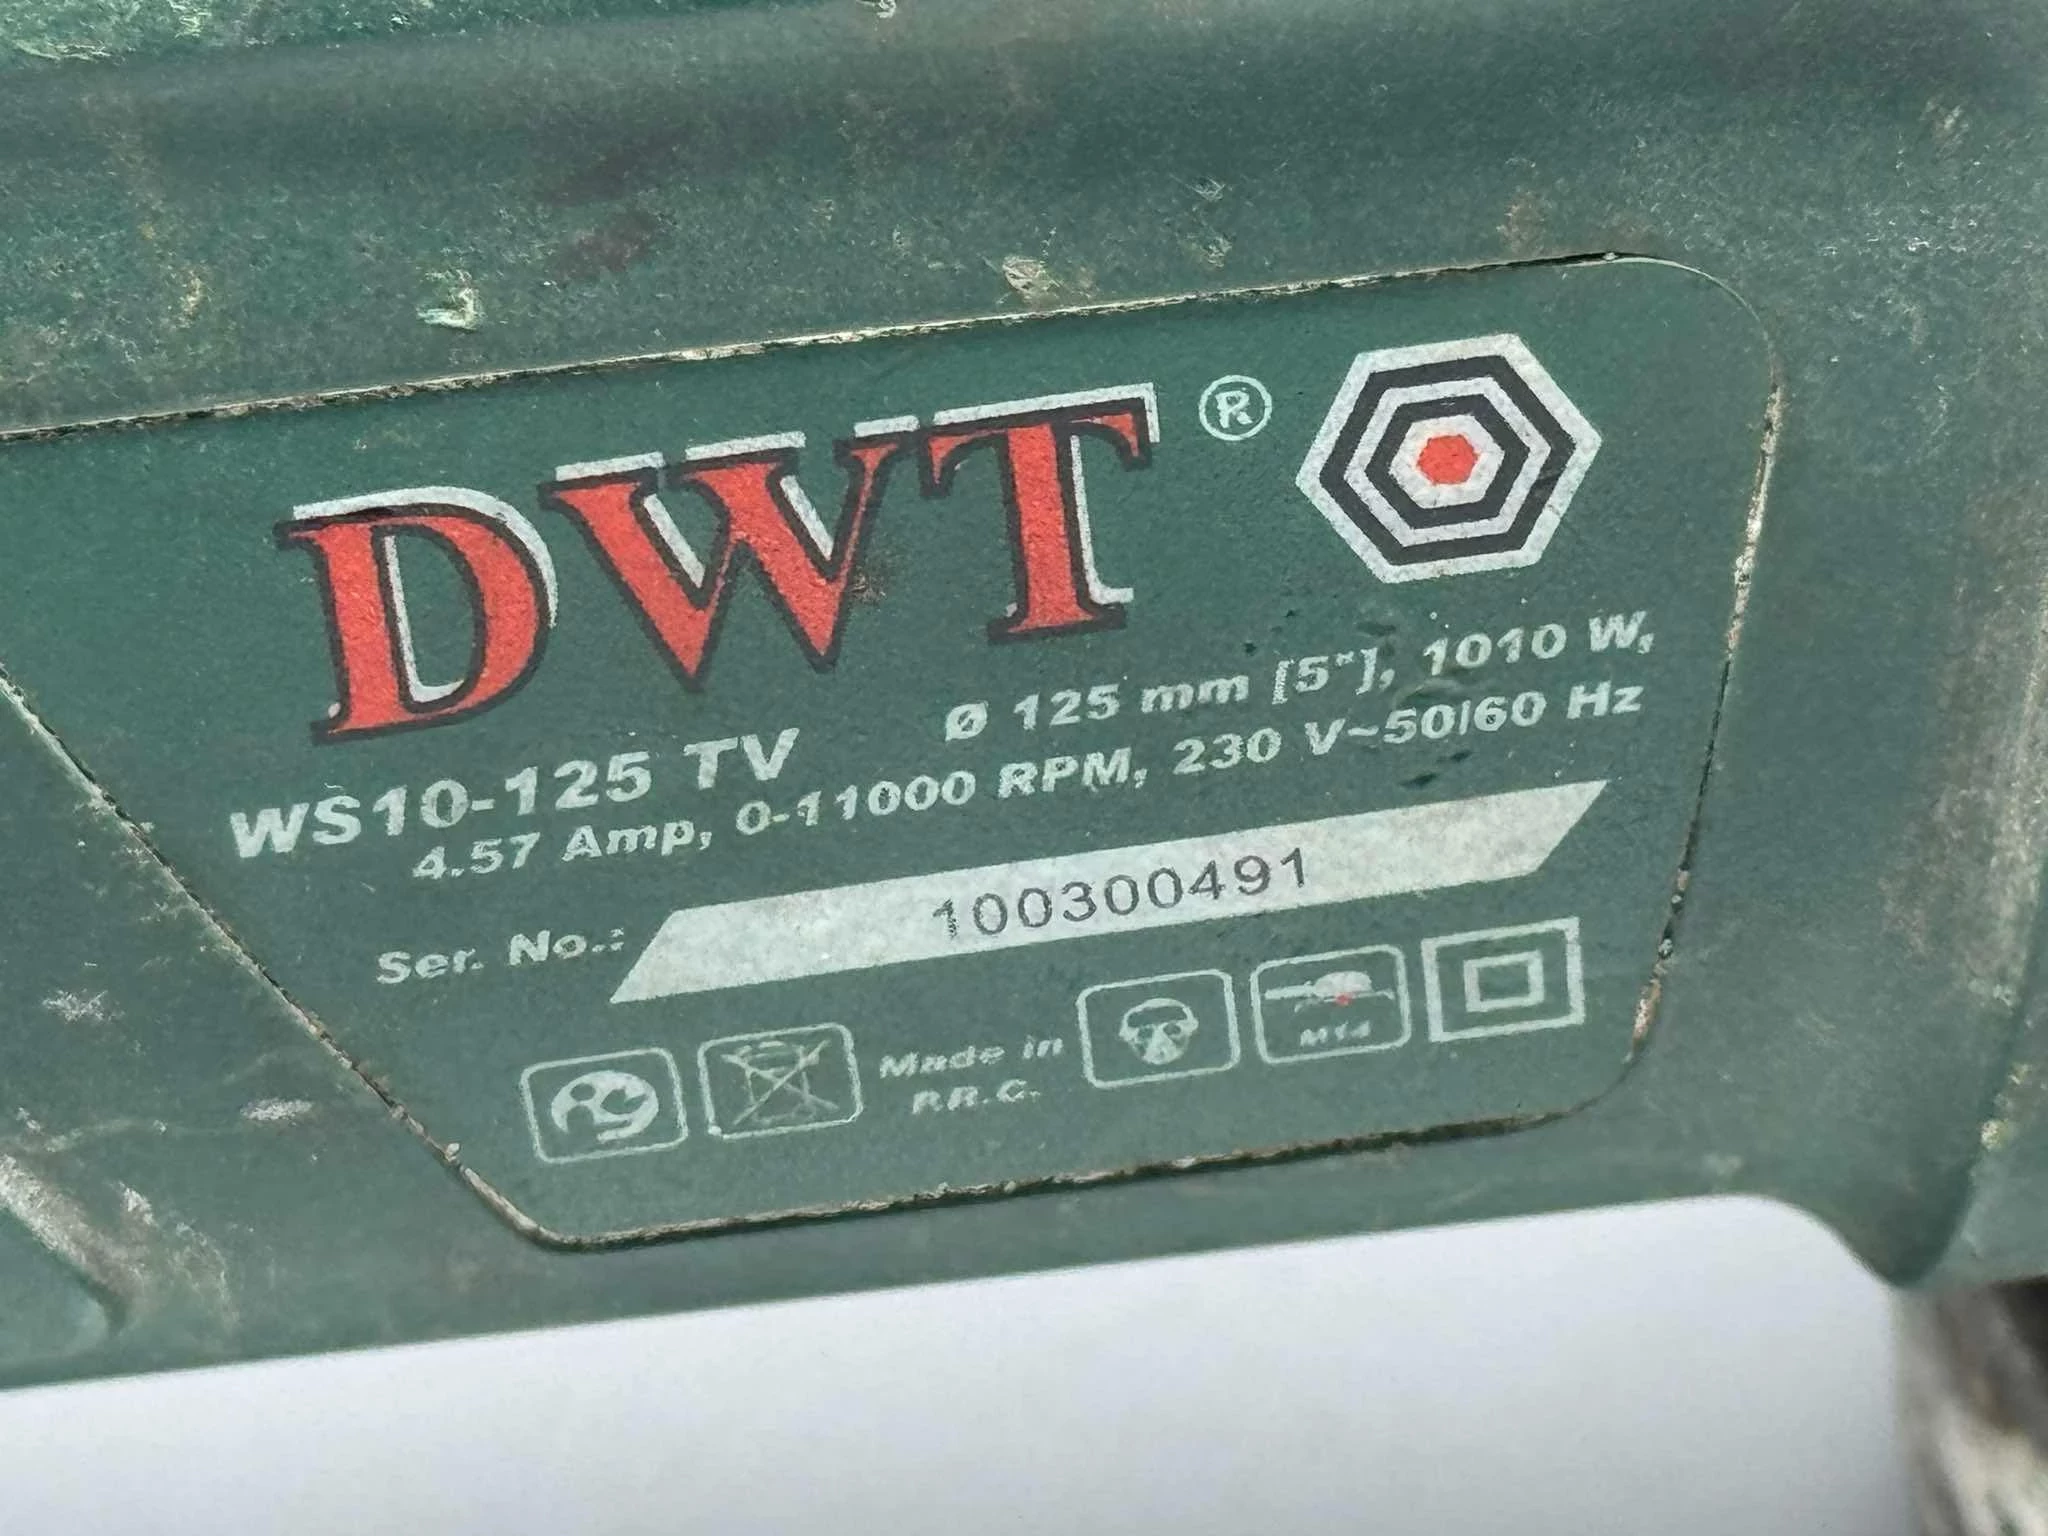 DWT ®
Ø 125 mm [5"], 1010 W,
WS10-125 TV
4.57 Amp, 0-11000 RPM, 230 V~50/60 Hz
Ser. No.: 100300491
Made in
P.R.C.
M14